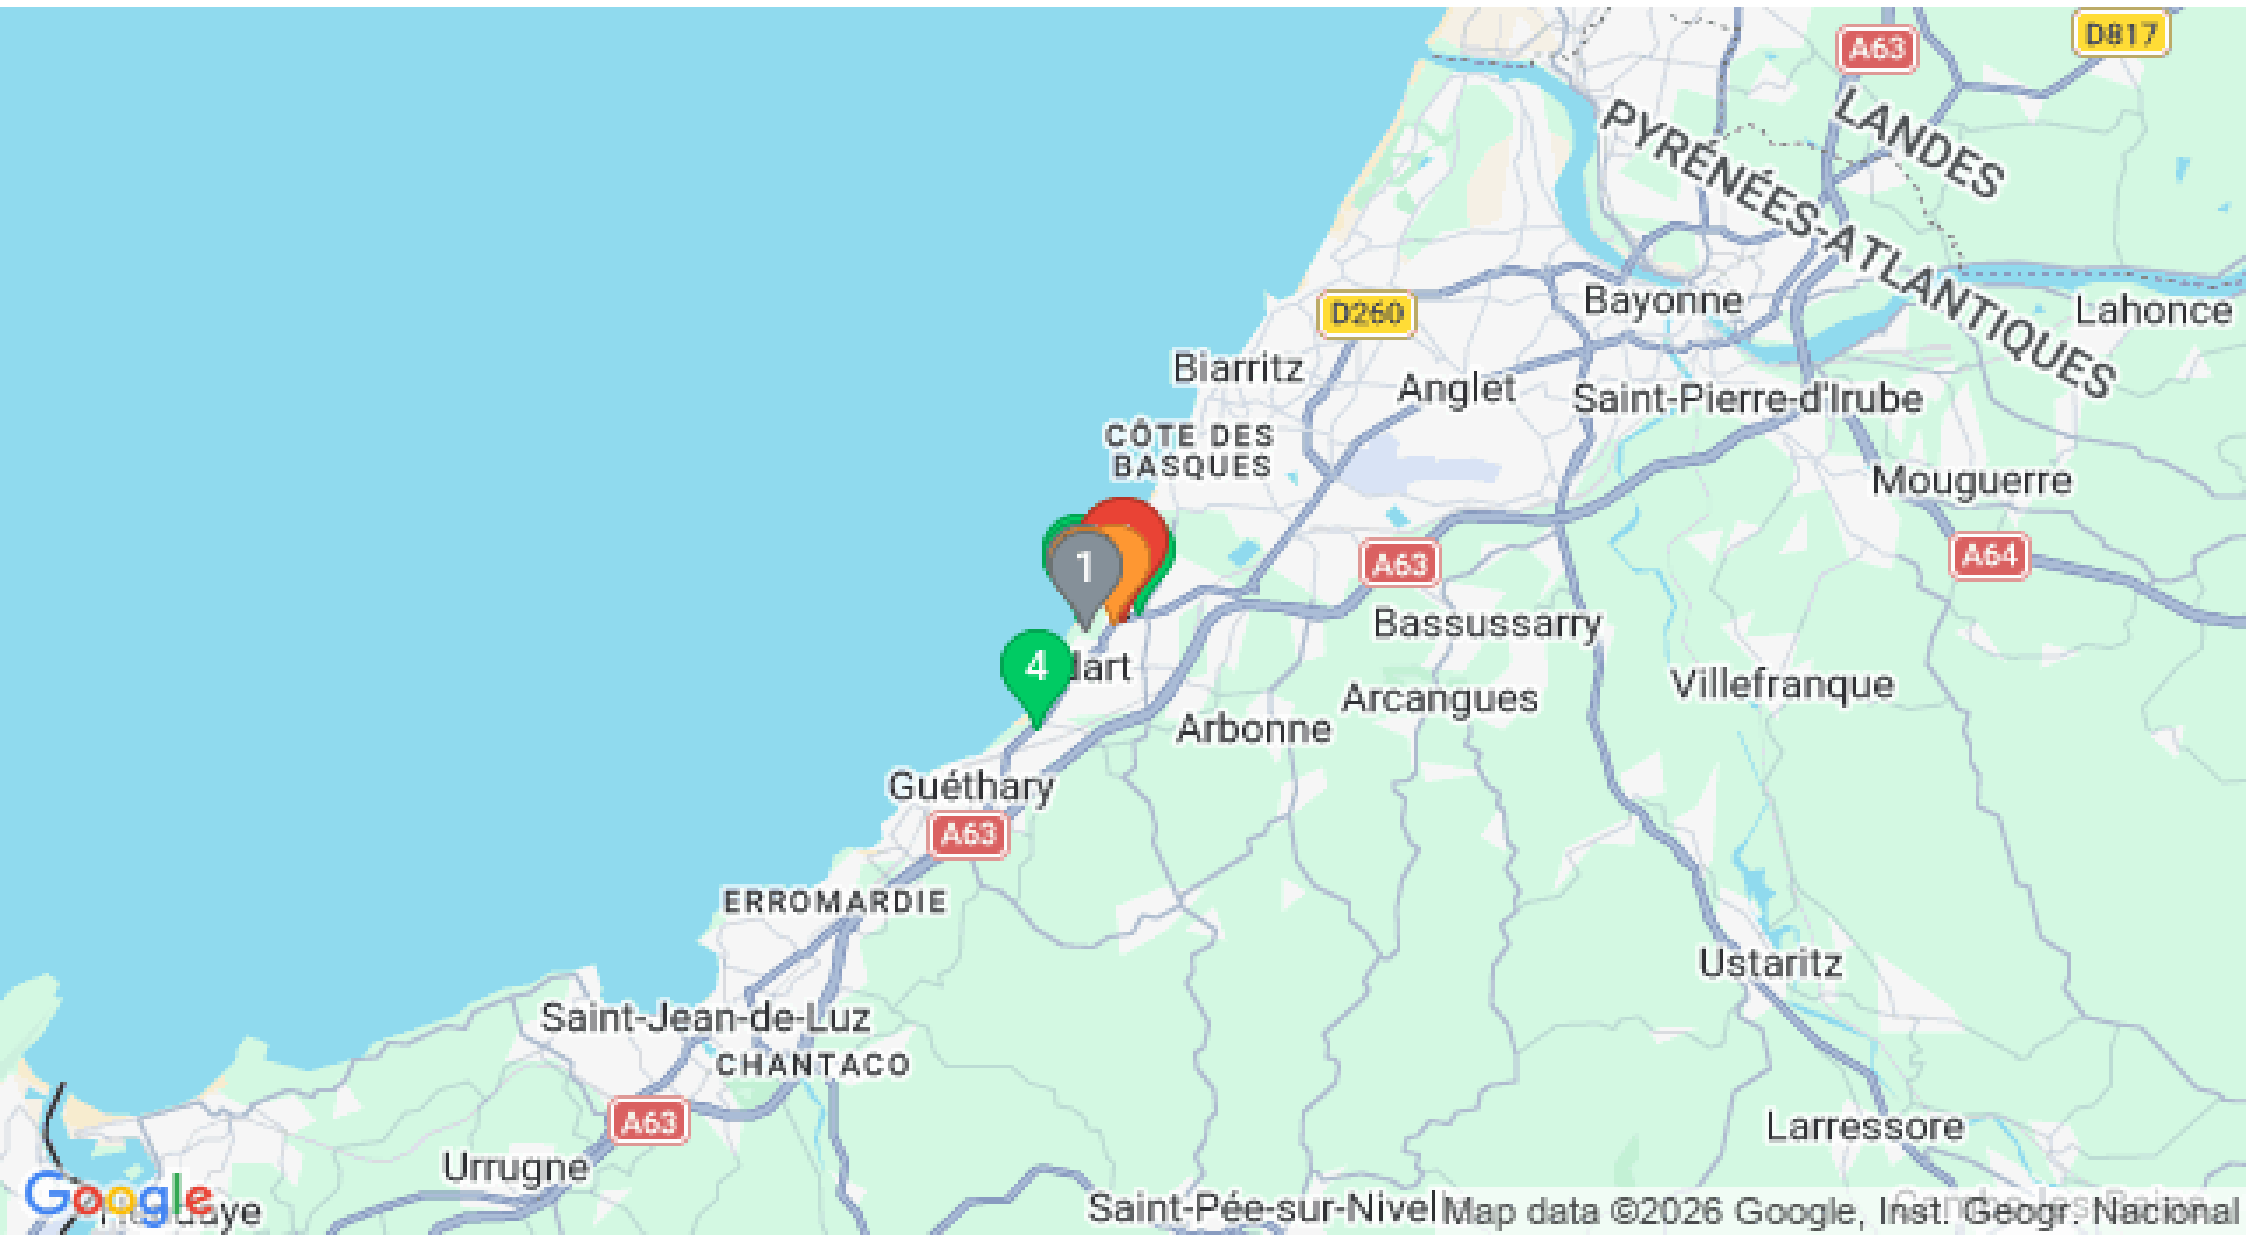 D817
A63
LANDES
PYRÉNÉES-ATLANTIQUES
Bayonne
Lahonce
D260
Biarritz
Anglet
Saint-Pierre-d'Irube
CÔTE DES
BASQUES
Mouguerre
A63
A64
1
Bassussarry
4
dart
Villefranque
Arcangues
Arbonne
Guéthary
A63
ERROMARDIE
Ustaritz
Saint-Jean-de-Luz
CHANTACO
A63
Larressore
Urrugne
Google
Saint-Pée-sur-Nivel
Map data ©2026 Google, Inst. Geogr. Nacional